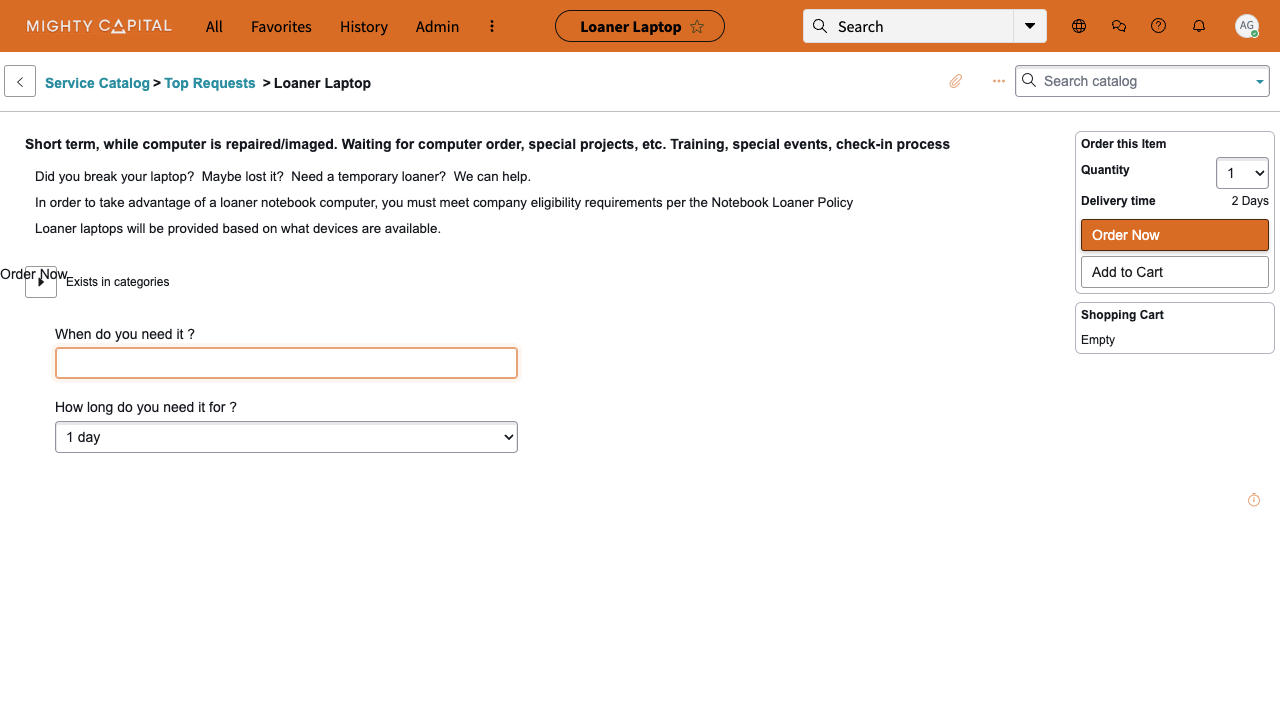 MIGHTY CAPITAL
All Favorites History Admin
Loaner Laptop
Search
AG
Service Catalog > Top Requests > Loaner Laptop
Search catalog
Short term, while computer is repaired/imaged. Waiting for computer order, special projects, etc. Training, special events, check-in process
Did you break your laptop? Maybe lost it? Need a temporary loaner? We can help.
In order to take advantage of a loaner notebook computer, you must meet company eligibility requirements per the Notebook Loaner Policy
Loaner laptops will be provided based on what devices are available.
Order Now
Exists in categories
When do you need it ?
How long do you need it for ?
1 day
Order this Item
Quantity
1
Delivery time
2 Days
Order Now
Add to Cart
Shopping Cart
Empty